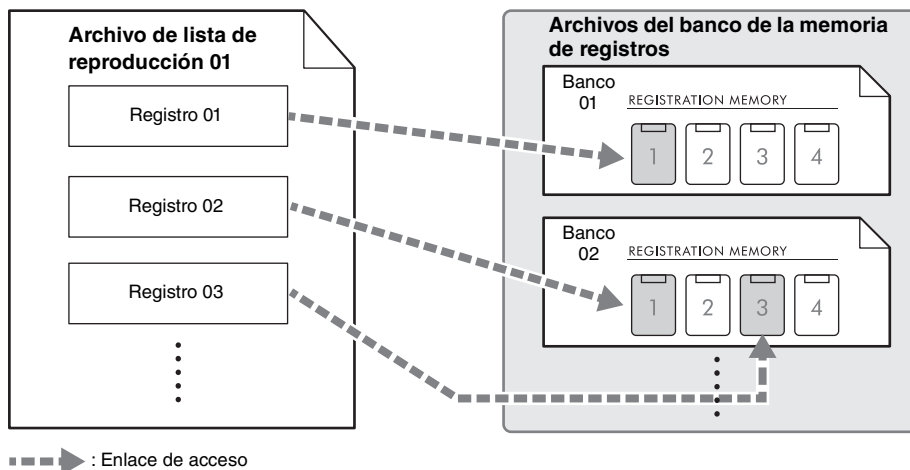 Archivo de lista de
reproducción 01
Registro 01
Registro 02
Registro 03
Archivos del banco de la memoria
de registros
Banco
01
REGISTRATION MEMORY
1 2 3 4
Banco
02
REGISTRATION MEMORY
1 2 3 4
: Enlace de acceso